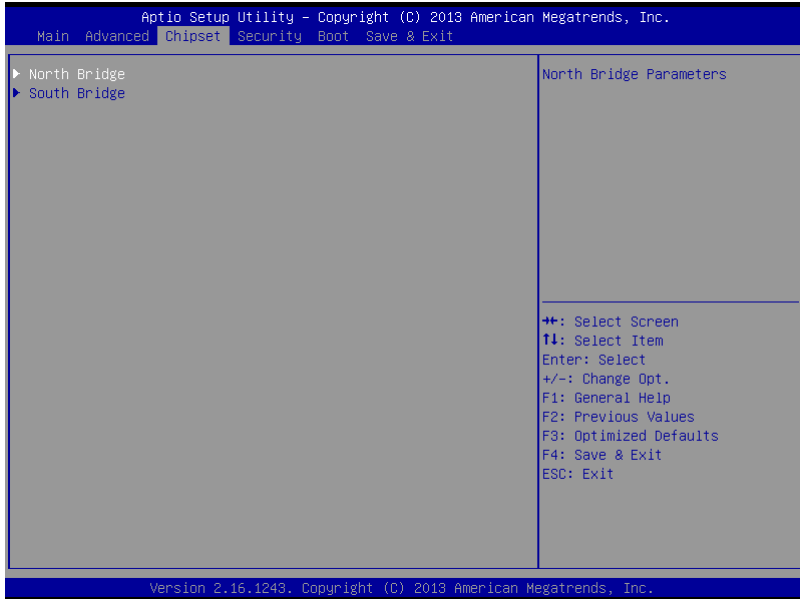 Aptio Setup Utility – Copyright (C) 2013 American Megatrends, Inc.
Main Advanced Chipset Security Boot Save & Exit
North Bridge
South Bridge
North Bridge Parameters
→←: Select Screen
↑↓: Select Item
Enter: Select
+/-: Change Opt.
F1: General Help
F2: Previous Values
F3: Optimized Defaults
F4: Save & Exit
ESC: Exit
Version 2.16.1243. Copyright (C) 2013 American Megatrends, Inc.